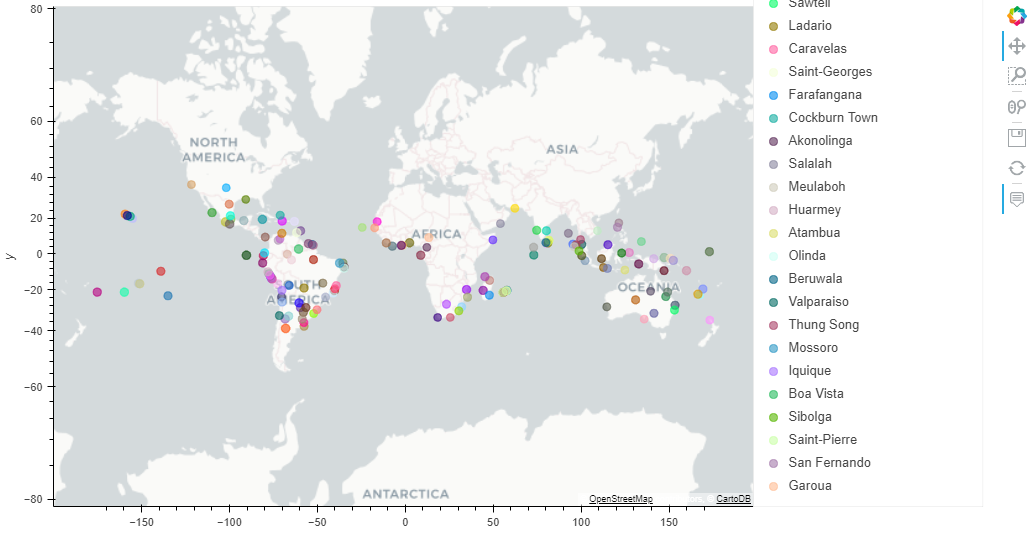 80
60
40
20
0
−20
−40
−60
−80
y
−150
−100
−50
0
50
100
150
NORTH
AMERICA
ASIA
AFRICA
SOUTH
AMERICA
OCEANIA
ANTARCTICA
OpenStreetMap
CartoDB
Sawtell
Ladario
Caravelas
Saint-Georges
Farafangana
Cockburn Town
Akonolinga
Salalah
Meulaboh
Huarmey
Atambua
Olinda
Beruwala
Valparaiso
Thung Song
Mossoro
Iquique
Boa Vista
Sibolga
Saint-Pierre
San Fernando
Garoua